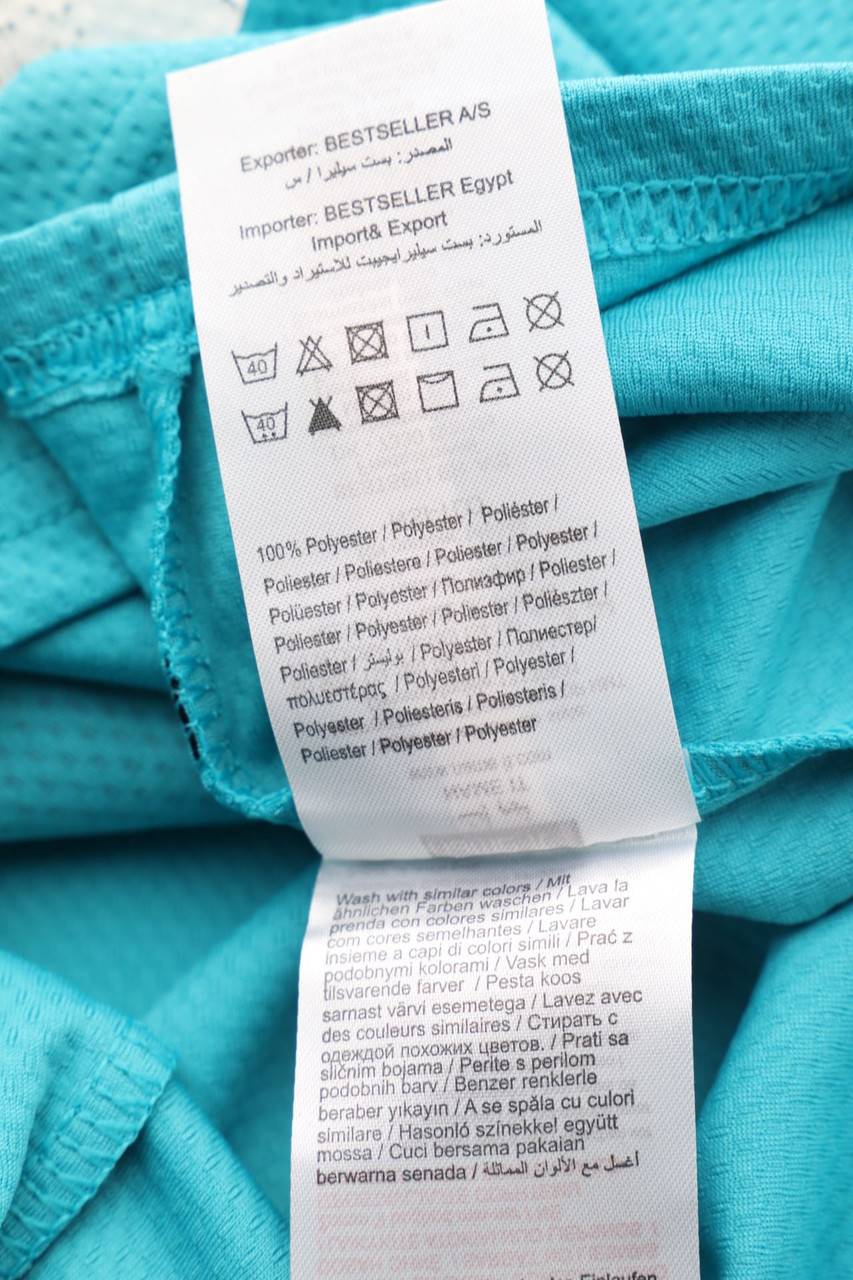 Exporter: BESTSELLER A/S
المصدر: بست سيليرا / س
Importer: BESTSELLER Egypt
Import& Export
المستورد: بست سيليرايجيبت للاستيراد والتصنير
40
40
100% Polyester / Polyester / Poliéster /
Poliester / Poliestere / Poliester / Polyester /
Polüester / Polyester / Полиэфир / Poliester /
Poliester / Polyester / Poliester / Poliészter /
Poliester / بوليستر / Polyester / Полиестер/
πολυεστέρας / Polyesteri / Polyester /
Polyester / Poliesteris / Poliesteris /
Poliester / Polyester / Polyester
Wash with similar colors / Mit
ähnlichen Farben waschen / Lava la
prenda con colores similares / Lavar
com cores semelhantes / Lavare
insieme a capi di colori simili / Prać z
podobnymi kolorami / Vask med
tilsvarende farver / Pesta koos
sarnast värvi esemetega / Lavez avec
des couleurs similaires / Стирать с
одеждой похожих цветов. / Prati sa
sličnim bojama / Perite s perilom
podobnih barv / Benzer renklerle
beraber yıkayın / A se spăla cu culori
similare / Hasonló színekkel együtt
mossa / Cuci bersama pakaian
berwarna senada / أغسل مع الألوان المماثلة
Einlaufen